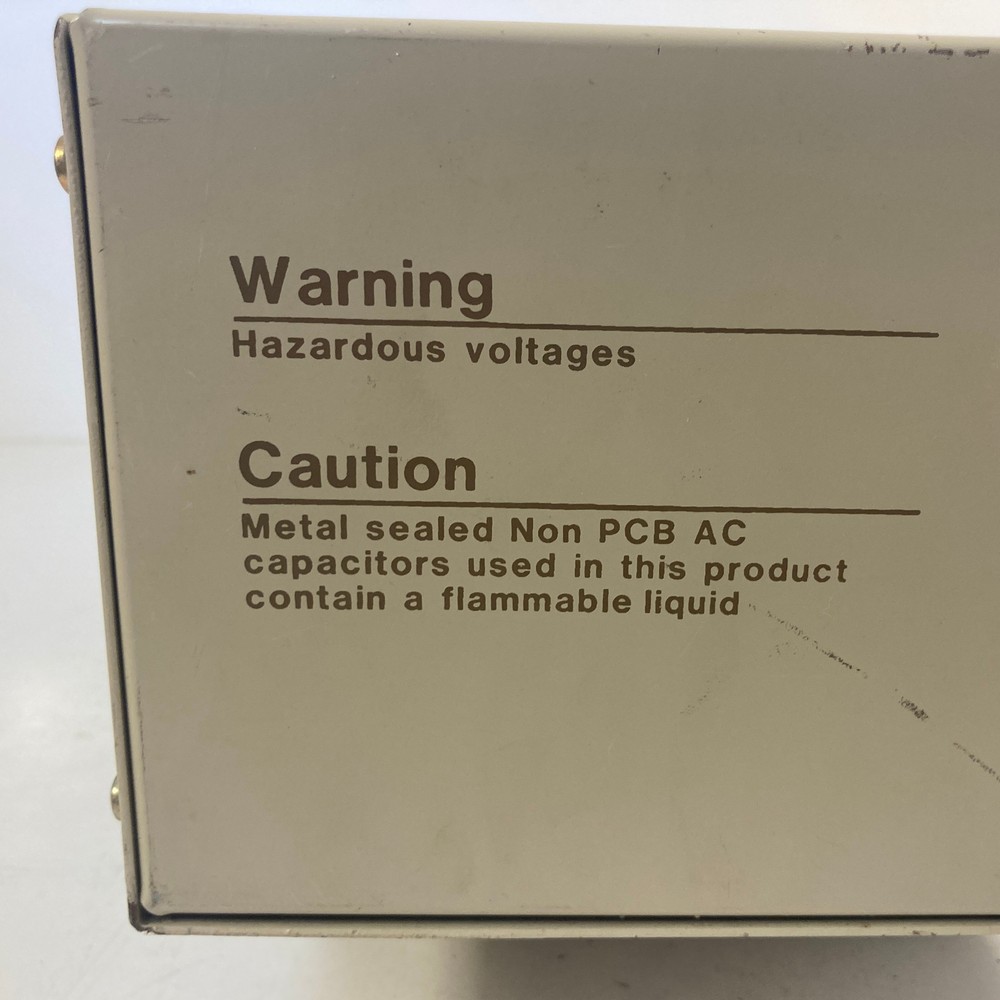 Warning
Hazardous voltages
Caution
Metal sealed Non PCB AC
capacitors used in this product
contain a flammable liquid